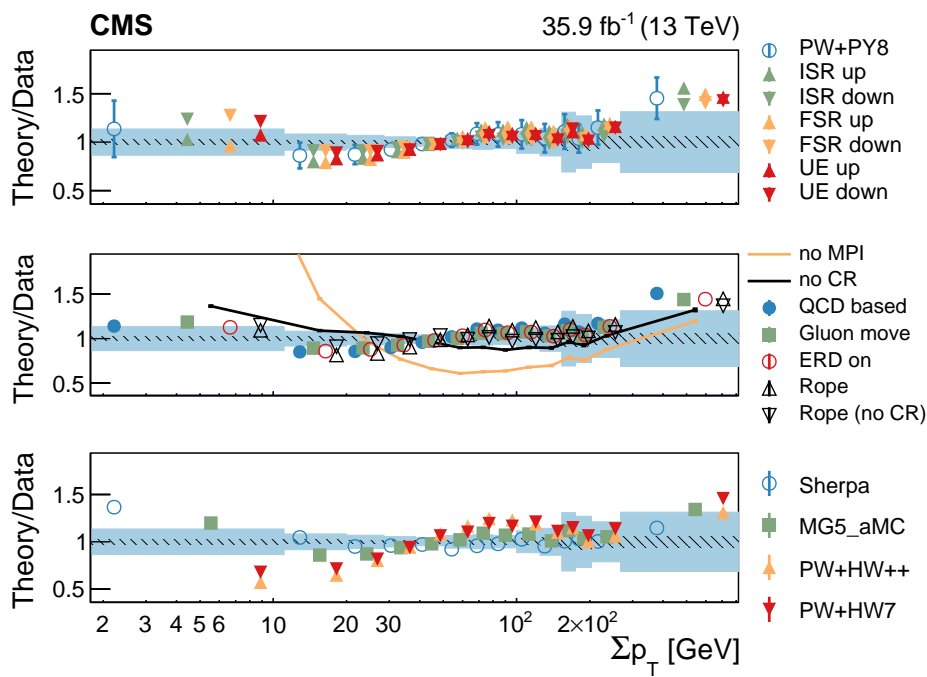 CMS 35.9 fb⁻¹ (13 TeV)
Theory/Data
1.5
1
0.5
PW+PY8
ISR up
ISR down
FSR up
FSR down
UE up
UE down
Theory/Data
1.5
1
0.5
no MPI
no CR
QCD based
Gluon move
ERD on
Rope
Rope (no CR)
Theory/Data
1.5
1
0.5
Sherpa
MG5_aMC
PW+HW++
PW+HW7
2 3 4 5 6 10 20 30 10² 2×10²
Σp_T [GeV]